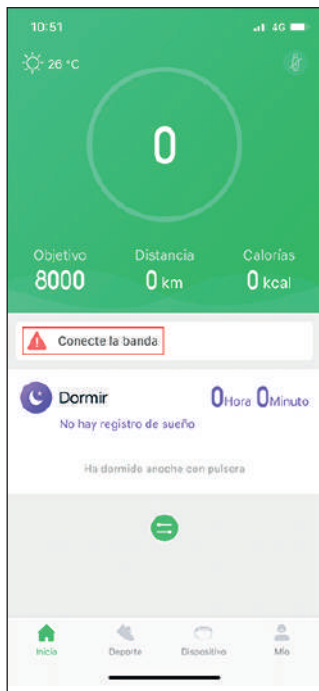 10:51 4G
26 °C
0
Objetivo Distancia Calorías
8000 0 km 0 kcal
Conecte la banda
Dormir 0Hora 0Minuto
No hay registro de sueño
Ha dormido anoche con pulsera
Inicio Deporte Dispositivo Mío